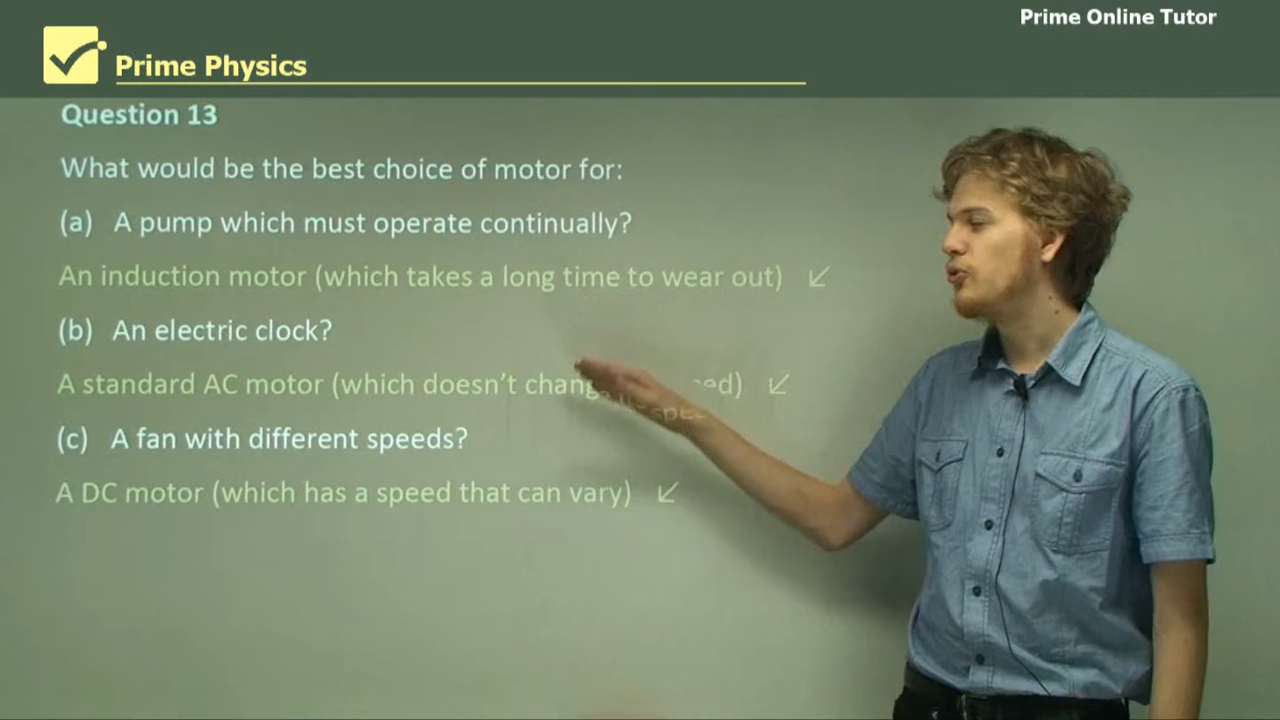 Prime Online Tutor
Prime Physics
Question 13
What would be the best choice of motor for:
(a) A pump which must operate continually?
An induction motor (which takes a long time to wear out)
(b) An electric clock?
A standard AC motor (which doesn't
(c) A fan with different speeds?
A DC motor (which has a speed that can vary)